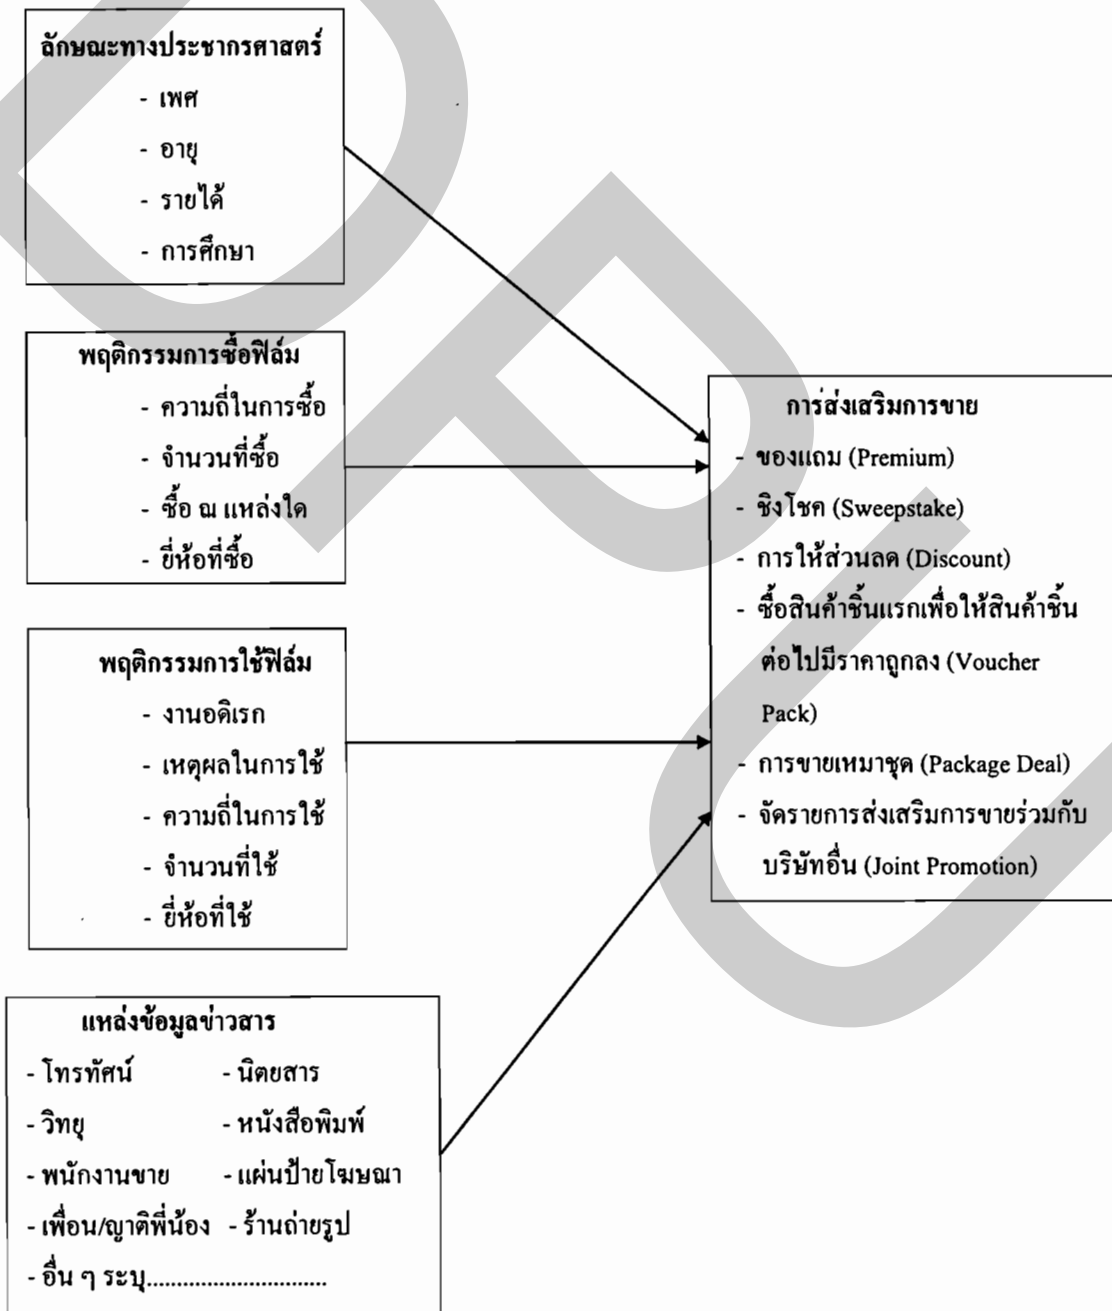 ลักษณะทางประชากรศาสตร์
- เพศ
- อายุ
- รายได้
- การศึกษา
พฤติกรรมการซื้อฟิล์ม
- ความถี่ในการซื้อ
- จำนวนที่ซื้อ
- ซื้อ ณ แหล่งใด
- ยี่ห้อที่ซื้อ
พฤติกรรมการใช้ฟิล์ม
- งานอดิเรก
- เหตุผลในการใช้
- ความถี่ในการใช้
- จำนวนที่ใช้
- ยี่ห้อที่ใช้
แหล่งข้อมูลข่าวสาร
- โทรทัศน์ - นิตยสาร
- วิทยุ - หนังสือพิมพ์
- พนักงานขาย - แผ่นป้ายโฆษณา
- เพื่อน/ญาติพี่น้อง - ร้านถ่ายรูป
- อื่น ๆ ระบุ..............................
การส่งเสริมการขาย
- ของแถม (Premium)
- ชิงโชค (Sweepstake)
- การให้ส่วนลด (Discount)
- ซื้อสินค้าชิ้นแรกเพื่อให้สินค้าชิ้น
ต่อไปมีราคาถูกลง (Voucher
Pack)
- การขายเหมาชุด (Package Deal)
- จัดรายการส่งเสริมการขายร่วมกับ
บริษัทอื่น (Joint Promotion)
DPU